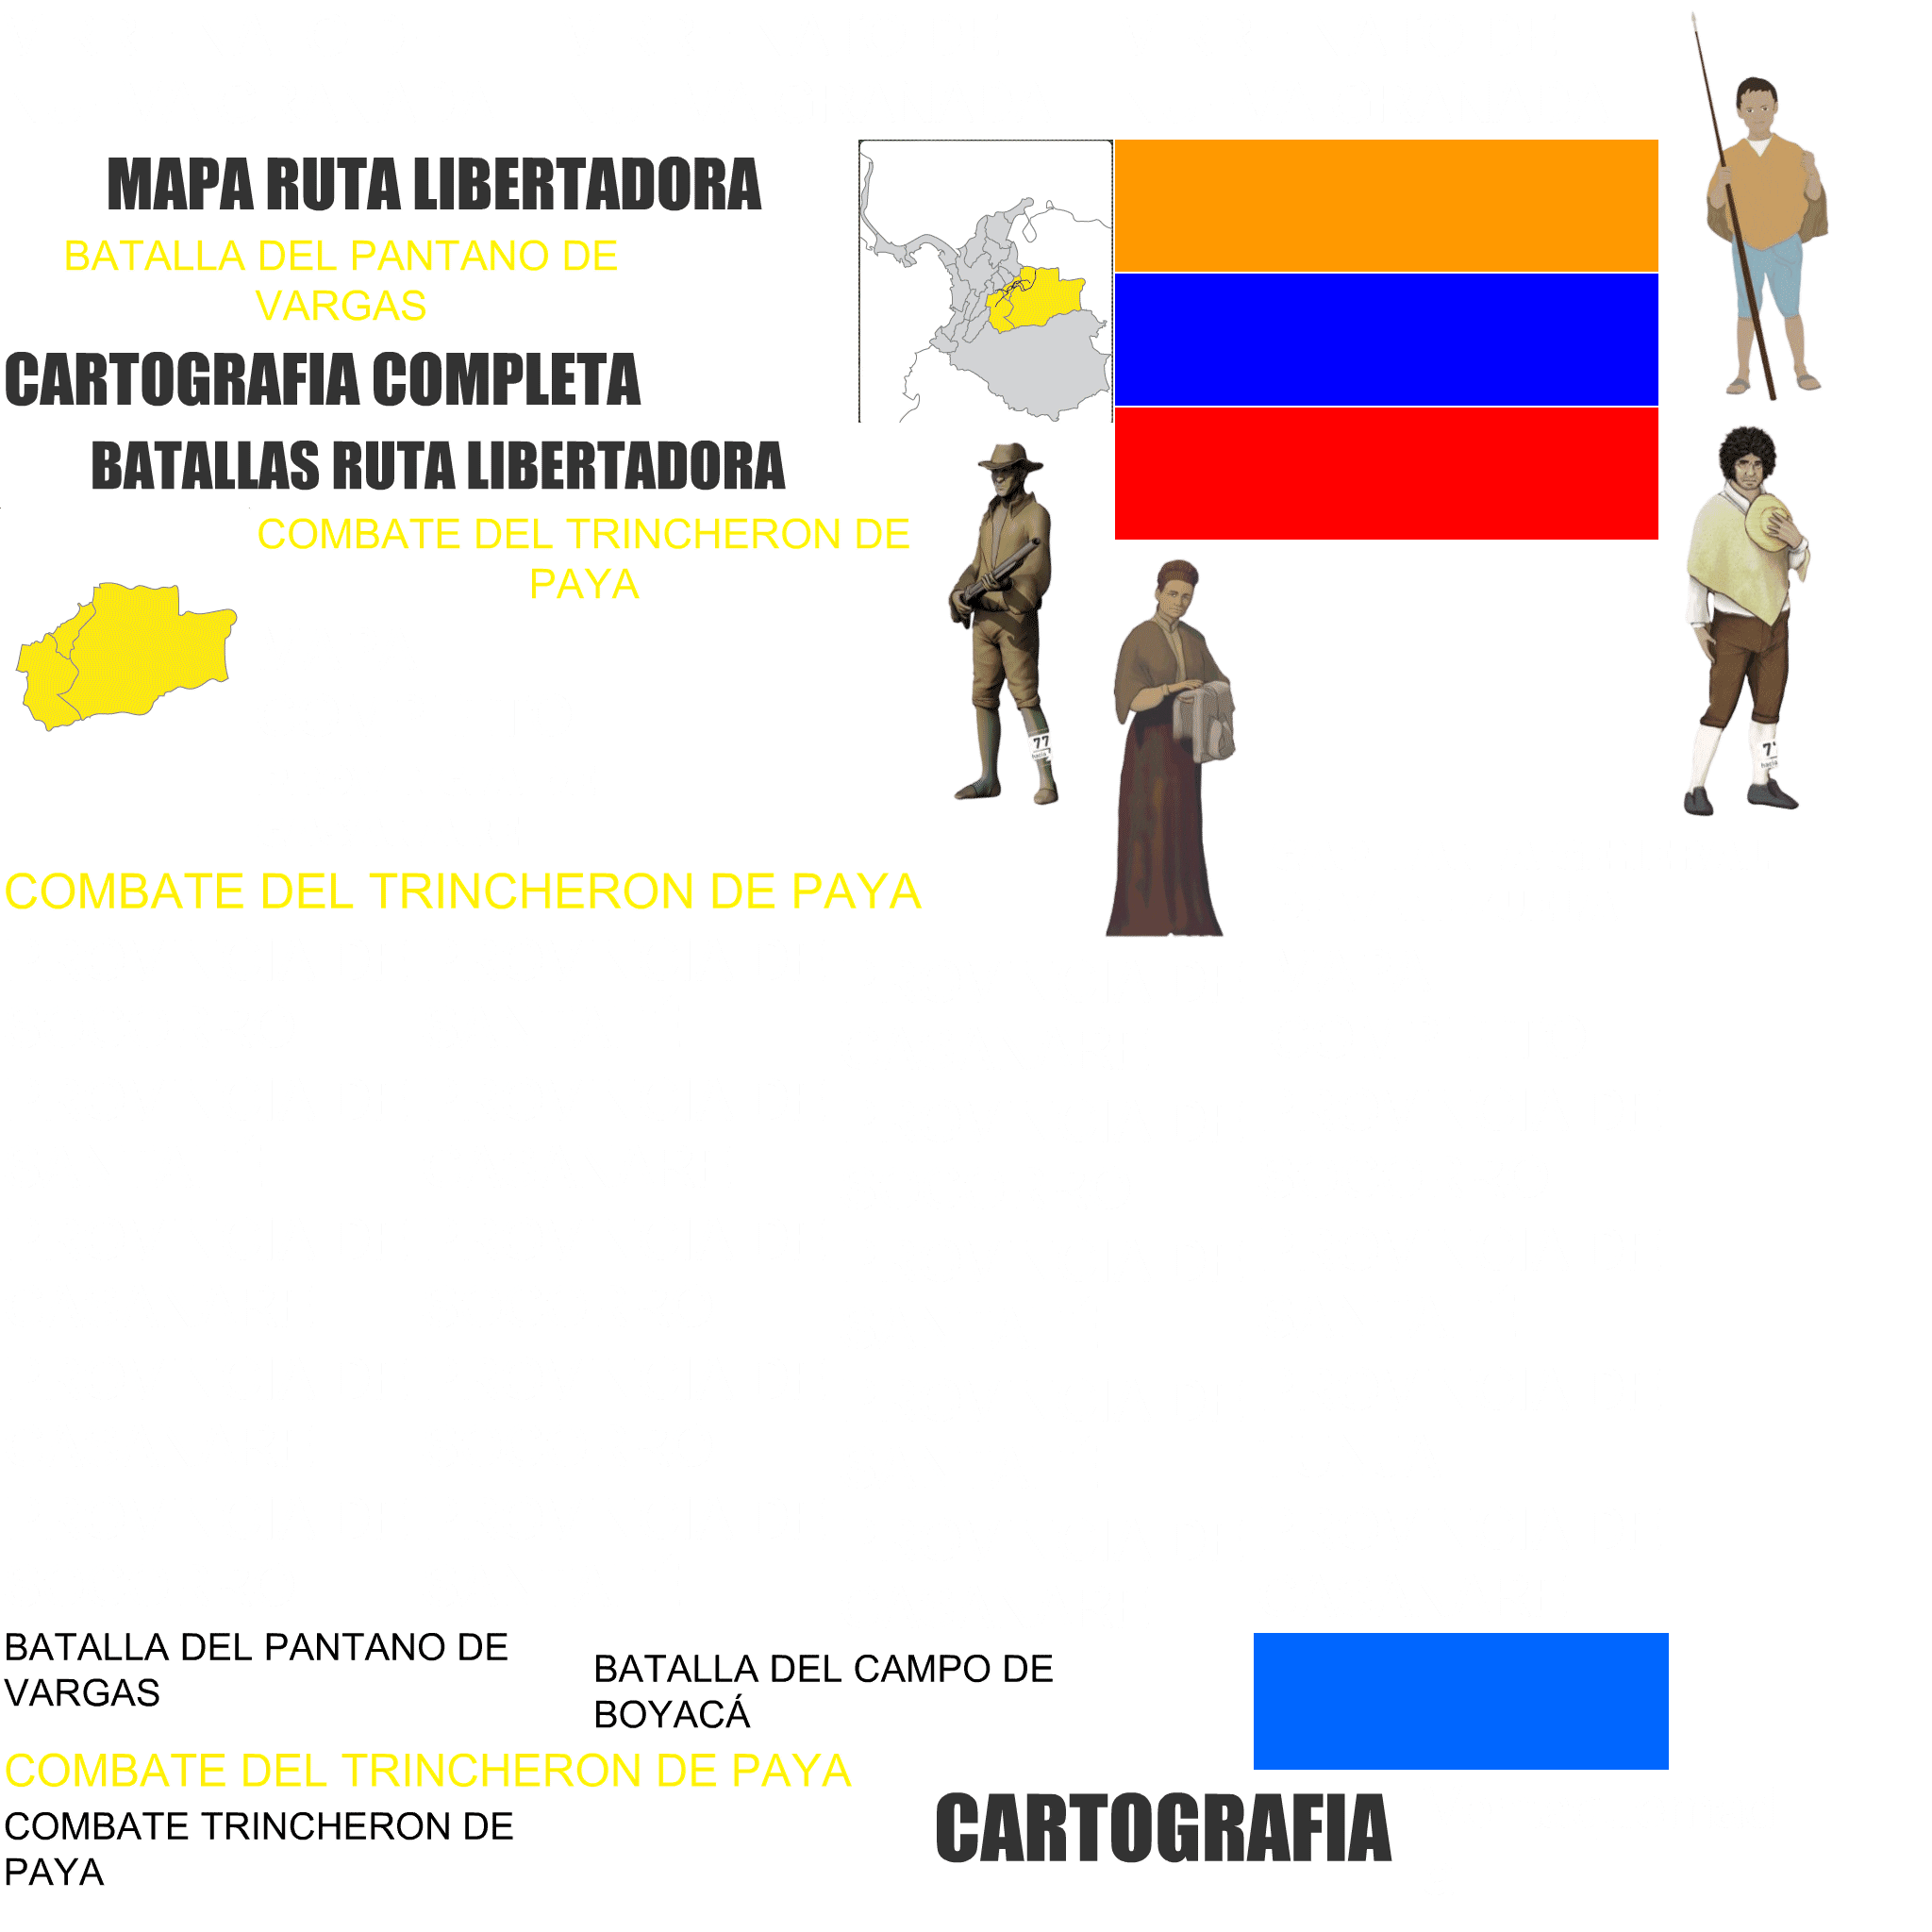 MAPA RUTA LIBERTADORA
BATALLA DEL PANTANO DE
VARGAS
CARTOGRAFIA COMPLETA
BATALLAS RUTA LIBERTADORA
COMBATE DEL TRINCHERON DE
PAYA
77
COMBATE DEL TRINCHERON DE PAYA
BATALLA DEL PANTANO DE
VARGAS
BATALLA DEL CAMPO DE
BOYACÁ
COMBATE DEL TRINCHERON DE PAYA
COMBATE TRINCHERON DE
PAYA
CARTOGRAFIA